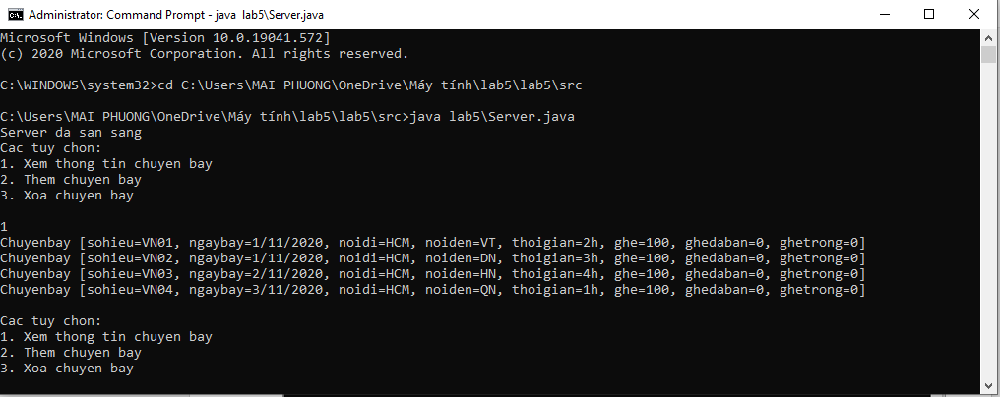 Administrator: Command Prompt - java  lab5\Server.java
Microsoft Windows [Version 10.0.19041.572]
(c) 2020 Microsoft Corporation. All rights reserved.
C:\WINDOWS\system32>cd C:\Users\MAI PHUONG\OneDrive\Máy tính\lab5\lab5\src
C:\Users\MAI PHUONG\OneDrive\Máy tính\lab5\lab5\src>java lab5\Server.java
Server da san sang
Cac tuy chon:
1. Xem thong tin chuyen bay
2. Them chuyen bay
3. Xoa chuyen bay
1
Chuyenbay [sohieu=VN01, ngaybay=1/11/2020, noidi=HCM, noiden=VT, thoigian=2h, ghe=100, ghedaban=0, ghetrong=0]
Chuyenbay [sohieu=VN02, ngaybay=1/11/2020, noidi=HCM, noiden=DN, thoigian=3h, ghe=100, ghedaban=0, ghetrong=0]
Chuyenbay [sohieu=VN03, ngaybay=2/11/2020, noidi=HCM, noiden=HN, thoigian=4h, ghe=100, ghedaban=0, ghetrong=0]
Chuyenbay [sohieu=VN04, ngaybay=3/11/2020, noidi=HCM, noiden=QN, thoigian=1h, ghe=100, ghedaban=0, ghetrong=0]
Cac tuy chon:
1. Xem thong tin chuyen bay
2. Them chuyen bay
3. Xoa chuyen bay